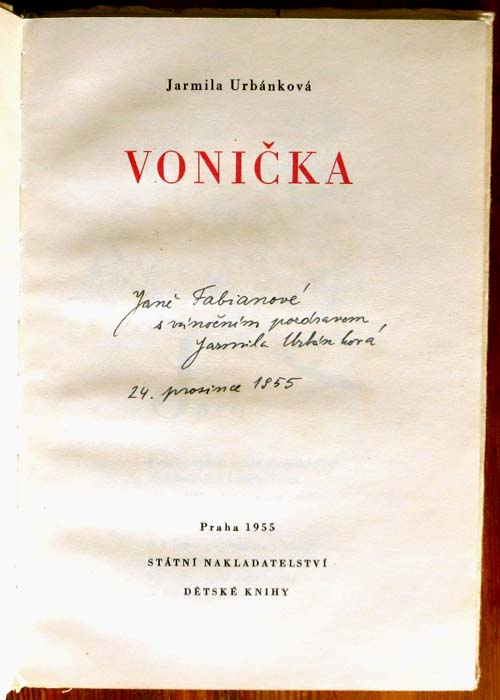 Jarmila Urbánková
VONIČKA
Janě Fabianové
s vánočním pozdravem
Jarmila Urbánková
24. prosince 1955
Praha 1955
STÁTNÍ NAKLADATELSTVÍ
DĚTSKÉ KNIHY